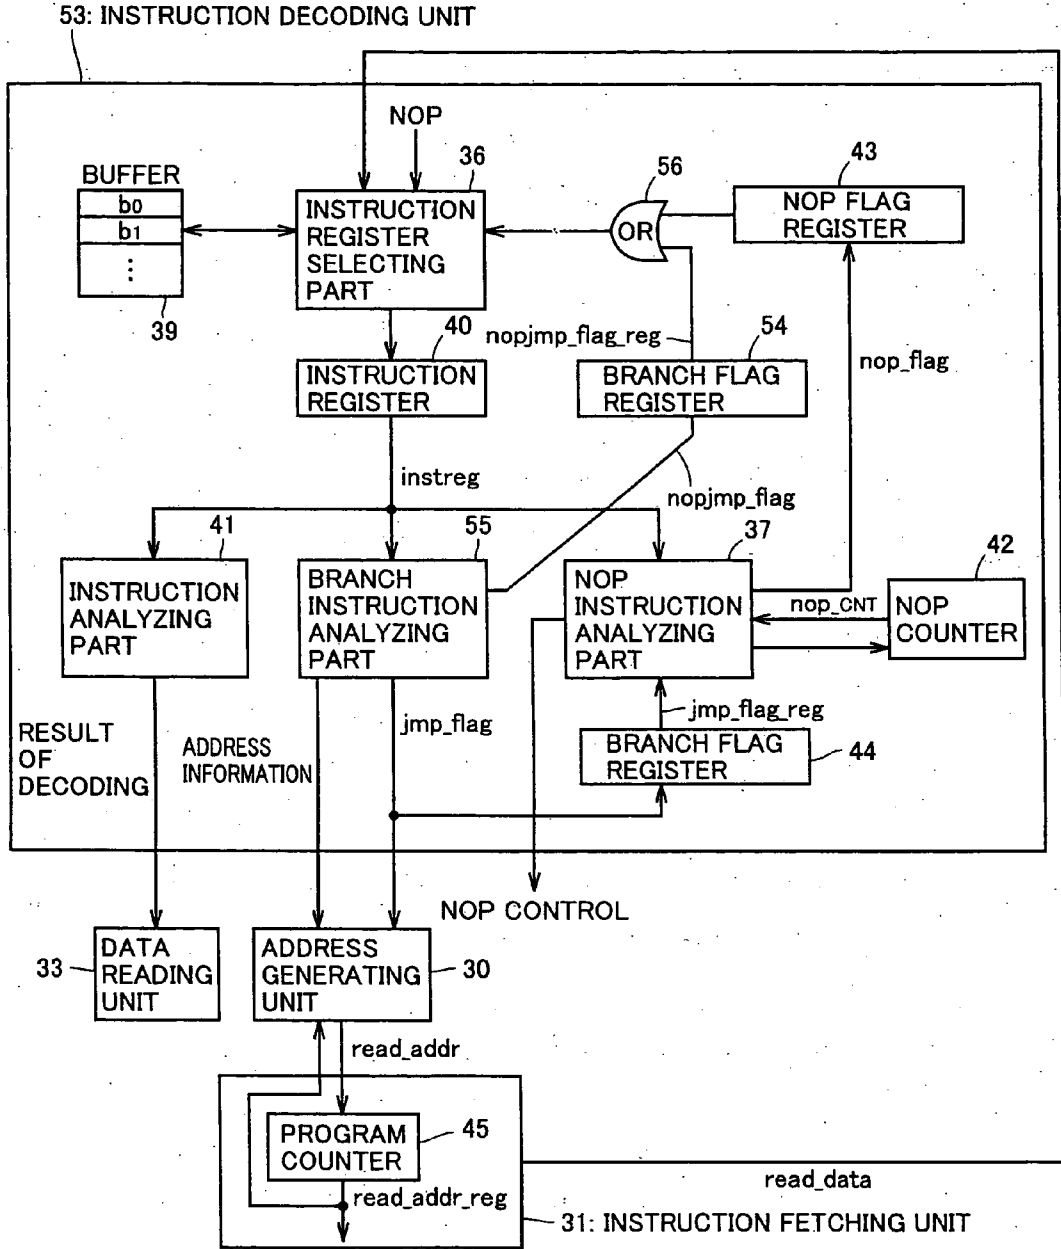 53: INSTRUCTION DECODING UNIT
NOP
BUFFER
b0
b1
⋮
39
36
INSTRUCTION
REGISTER
SELECTING
PART
56
OR
43
NOP FLAG
REGISTER
40
INSTRUCTION
REGISTER
nopjmp_flag_reg
54
BRANCH FLAG
REGISTER
nop_flag
instreg
nopjmp_flag
41
INSTRUCTION
ANALYZING
PART
55
BRANCH
INSTRUCTION
ANALYZING
PART
37
NOP
INSTRUCTION
ANALYZING
PART
nop_CNT
42
NOP
COUNTER
RESULT
OF
DECODING
ADDRESS
INFORMATION
jmp_flag
jmp_flag_reg
BRANCH FLAG
REGISTER
44
NOP CONTROL
33
DATA
READING
UNIT
ADDRESS
GENERATING
UNIT
30
read_addr
PROGRAM
COUNTER
45
read_addr_reg
read_data
31: INSTRUCTION FETCHING UNIT